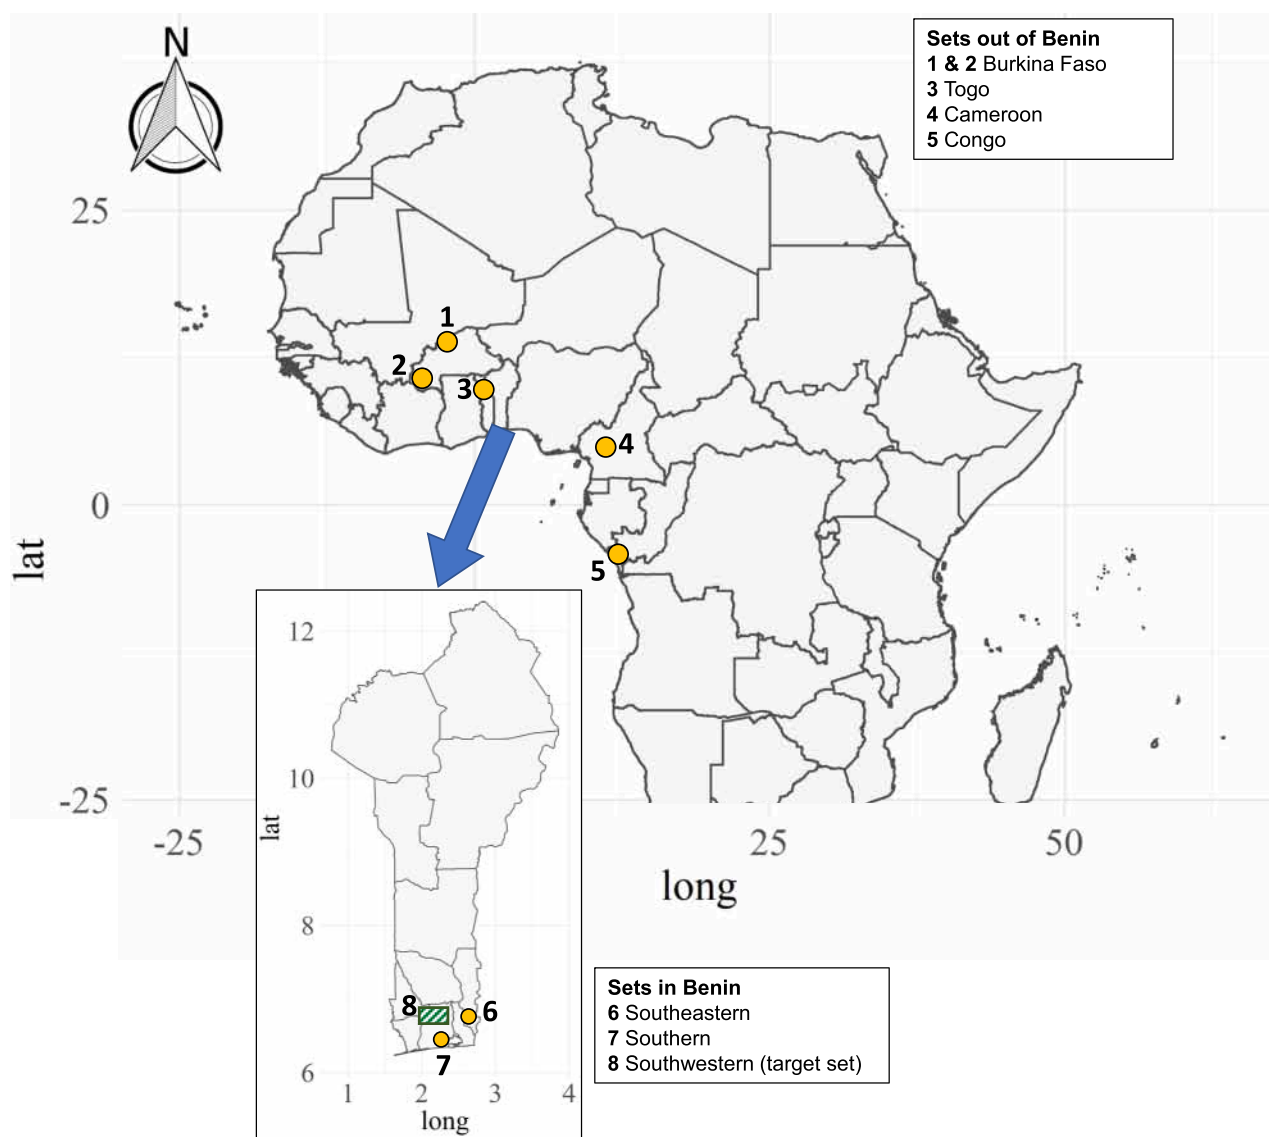 N
Sets out of Benin
1 & 2 Burkina Faso
3 Togo
4 Cameroon
5 Congo
25
0
-25
lat
1
2
3
4
5
-25
25
50
long
12
10
8
6
lat
8
6
7
1
2
3
4
long
Sets in Benin
6 Southeastern
7 Southern
8 Southwestern (target set)